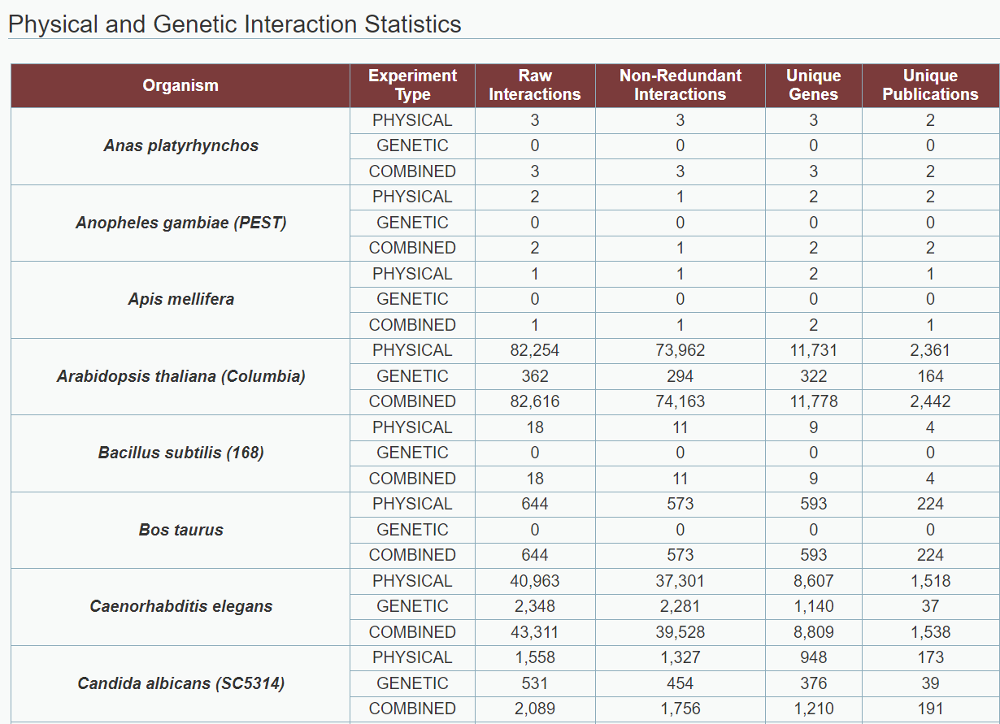 Physical and Genetic Interaction Statistics
Organism Experiment Type Raw Interactions Non-Redundant Interactions Unique Genes Unique Publications
Anas platyrhynchos PHYSICAL 3 3 3 2
GENETIC 0 0 0 0
COMBINED 3 3 3 2
Anopheles gambiae (PEST) PHYSICAL 2 1 2 2
GENETIC 0 0 0 0
COMBINED 2 1 2 2
Apis mellifera PHYSICAL 1 1 2 1
GENETIC 0 0 0 0
COMBINED 1 1 2 1
Arabidopsis thaliana (Columbia) PHYSICAL 82,254 73,962 11,731 2,361
GENETIC 362 294 322 164
COMBINED 82,616 74,163 11,778 2,442
Bacillus subtilis (168) PHYSICAL 18 11 9 4
GENETIC 0 0 0 0
COMBINED 18 11 9 4
Bos taurus PHYSICAL 644 573 593 224
GENETIC 0 0 0 0
COMBINED 644 573 593 224
Caenorhabditis elegans PHYSICAL 40,963 37,301 8,607 1,518
GENETIC 2,348 2,281 1,140 37
COMBINED 43,311 39,528 8,809 1,538
Candida albicans (SC5314) PHYSICAL 1,558 1,327 948 173
GENETIC 531 454 376 39
COMBINED 2,089 1,756 1,210 191